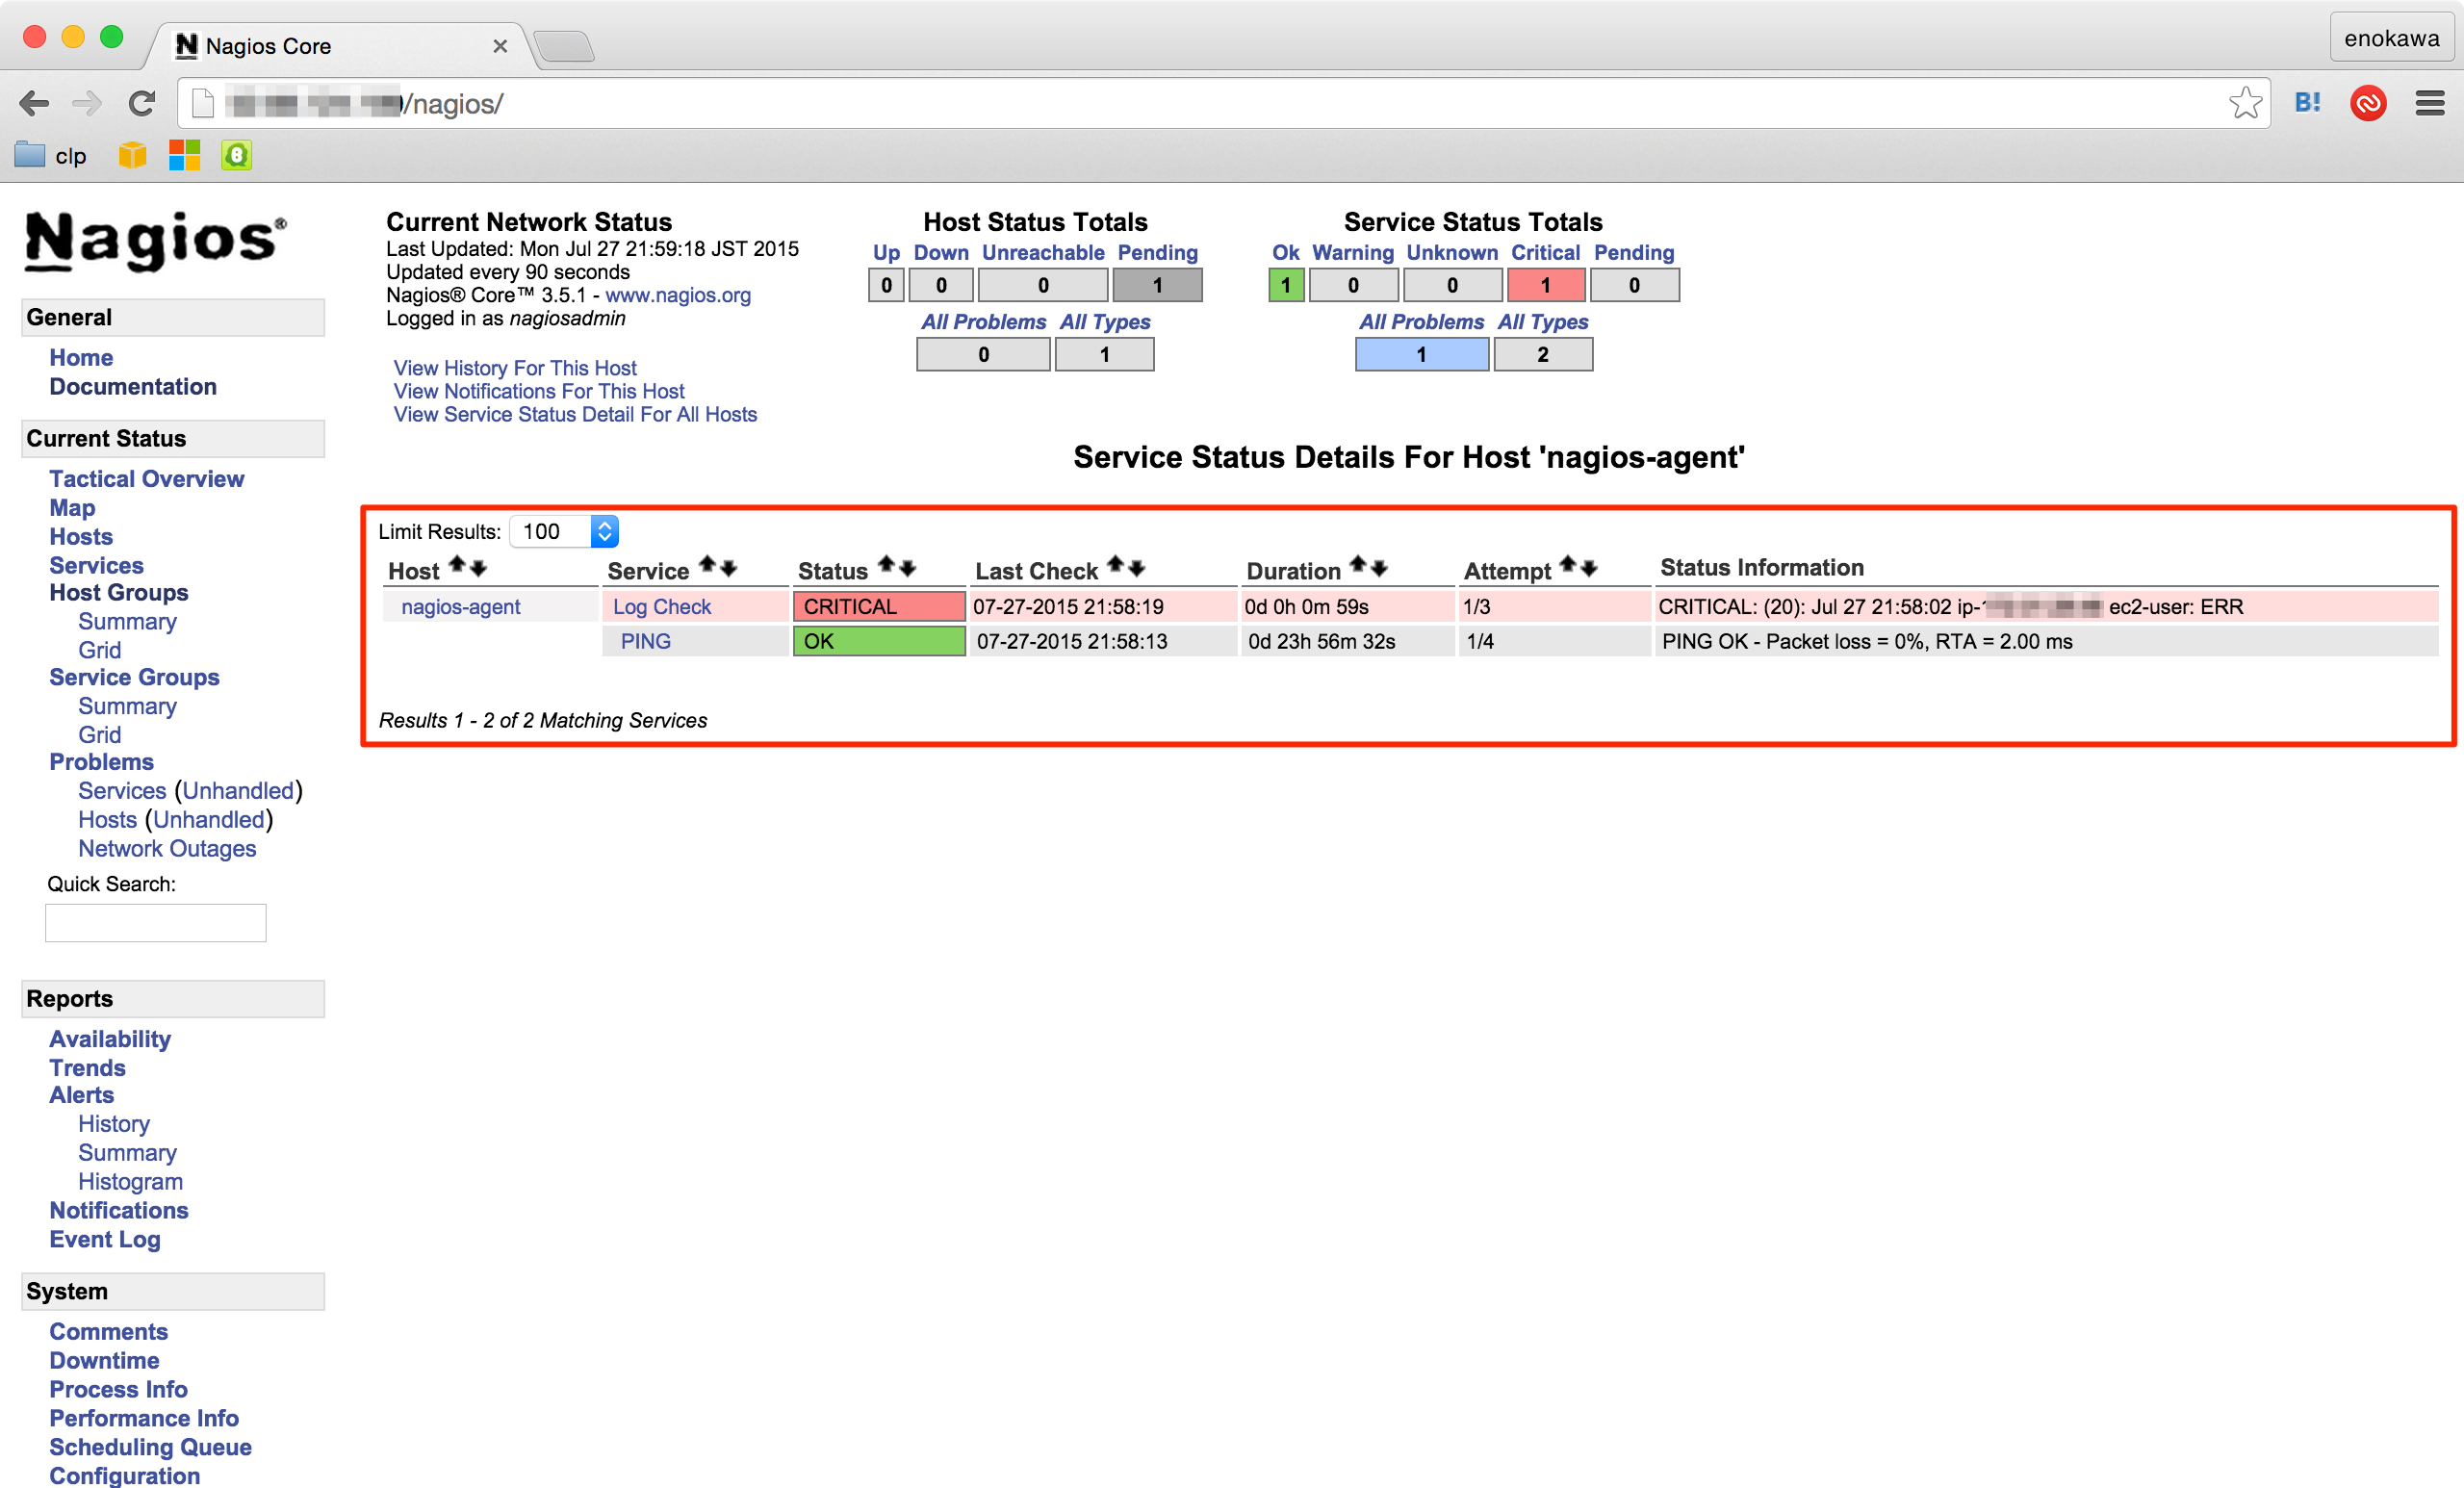 Nagios Core
enokawa
/nagios/
clp
B!
Nagios®
General
Home
Documentation
Current Status
Tactical Overview
Map
Hosts
Services
Host Groups
Summary
Grid
Service Groups
Summary
Grid
Problems
Services (Unhandled)
Hosts (Unhandled)
Network Outages
Quick Search:
Reports
Availability
Trends
Alerts
History
Summary
Histogram
Notifications
Event Log
System
Comments
Downtime
Process Info
Performance Info
Scheduling Queue
Configuration
Current Network Status
Last Updated: Mon Jul 27 21:59:18 JST 2015
Updated every 90 seconds
Nagios® Core™ 3.5.1 - www.nagios.org
Logged in as nagiosadmin
View History For This Host
View Notifications For This Host
View Service Status Detail For All Hosts
Host Status Totals
Up Down Unreachable Pending
0 0 0 1
All Problems All Types
0 1
Service Status Totals
Ok Warning Unknown Critical Pending
1 0 0 1 0
All Problems All Types
1 2
Service Status Details For Host 'nagios-agent'
Limit Results: 100
Host Service Status Last Check Duration Attempt Status Information
nagios-agent Log Check CRITICAL 07-27-2015 21:58:19 0d 0h 0m 59s 1/3 CRITICAL: (20): Jul 27 21:58:02 ip- ec2-user: ERR
PING OK 07-27-2015 21:58:13 0d 23h 56m 32s 1/4 PING OK - Packet loss = 0%, RTA = 2.00 ms
Results 1 - 2 of 2 Matching Services